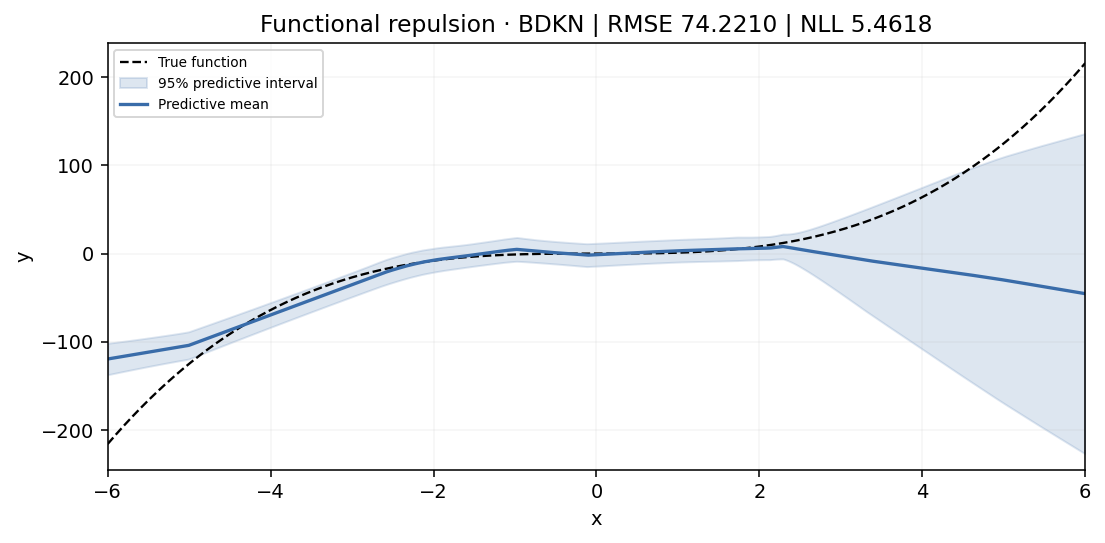 Functional repulsion · BDKN | RMSE 74.2210 | NLL 5.4618
True function
95% predictive interval
Predictive mean
200
100
0
−100
−200
y
−6 −4 −2 0 2 4 6
x